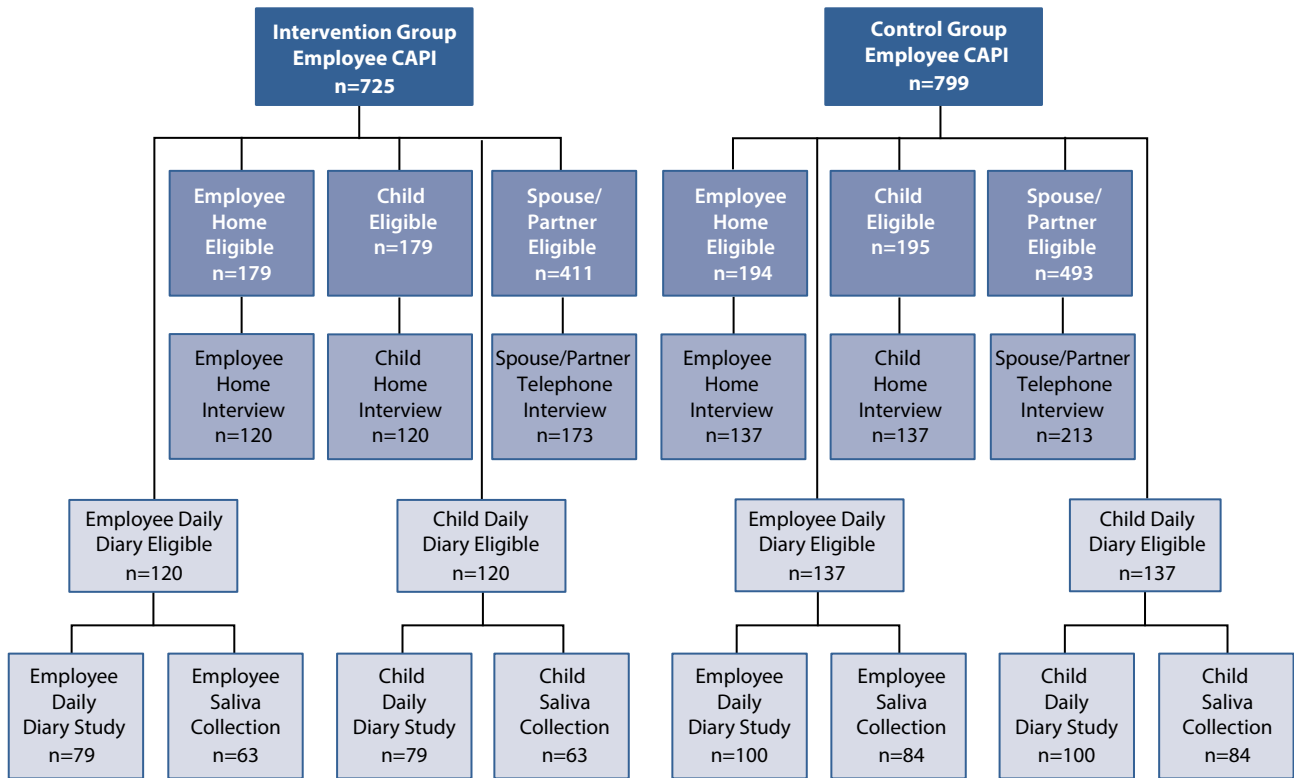 Intervention Group
Employee CAPI
n=725
Control Group
Employee CAPI
n=799
Employee
Home
Eligible
n=179
Child
Eligible
n=179
Spouse/
Partner
Eligible
n=411
Employee
Home
Eligible
n=194
Child
Eligible
n=195
Spouse/
Partner
Eligible
n=493
Employee
Home
Interview
n=120
Child
Home
Interview
n=120
Spouse/Partner
Telephone
Interview
n=173
Employee
Home
Interview
n=137
Child
Home
Interview
n=137
Spouse/Partner
Telephone
Interview
n=213
Employee Daily
Diary Eligible
n=120
Child Daily
Diary Eligible
n=120
Employee Daily
Diary Eligible
n=137
Child Daily
Diary Eligible
n=137
Employee
Daily
Diary Study
n=79
Employee
Saliva
Collection
n=63
Child
Daily
Diary Study
n=79
Child
Saliva
Collection
n=63
Employee
Daily
Diary Study
n=100
Employee
Saliva
Collection
n=84
Child
Daily
Diary Study
n=100
Child
Saliva
Collection
n=84